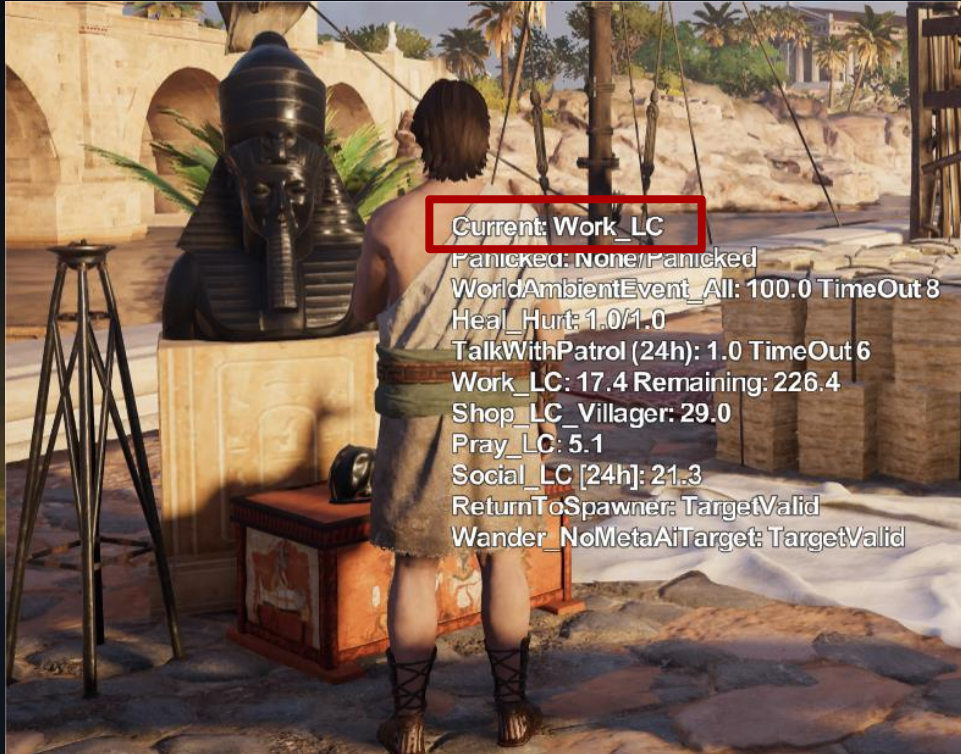 Current: Work_LC
Panicked: None/Panicked
WorldAmbientEvent_All: 100.0 TimeOut 8
Heal_Hurt: 1.0/1.0
TalkWithPatrol (24h): 1.0 TimeOut 6
Work_LC: 17.4 Remaining: 226.4
Shop_LC_Villager: 29.0
Pray_LC: 5.1
Social_LC [24h]: 21.3
ReturnToSpawner: TargetValid
Wander_NoMetaAiTarget: TargetValid